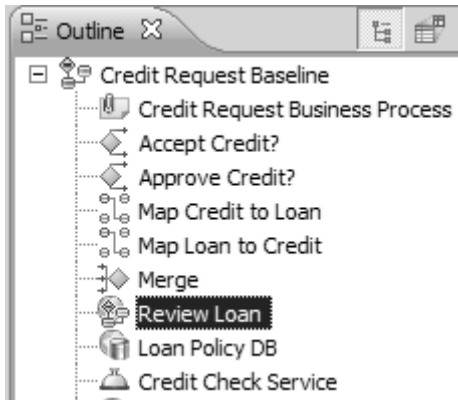 Outline
Credit Request Baseline
Credit Request Business Process
Accept Credit?
Approve Credit?
Map Credit to Loan
Map Loan to Credit
Merge
Review Loan
Loan Policy DB
Credit Check Service